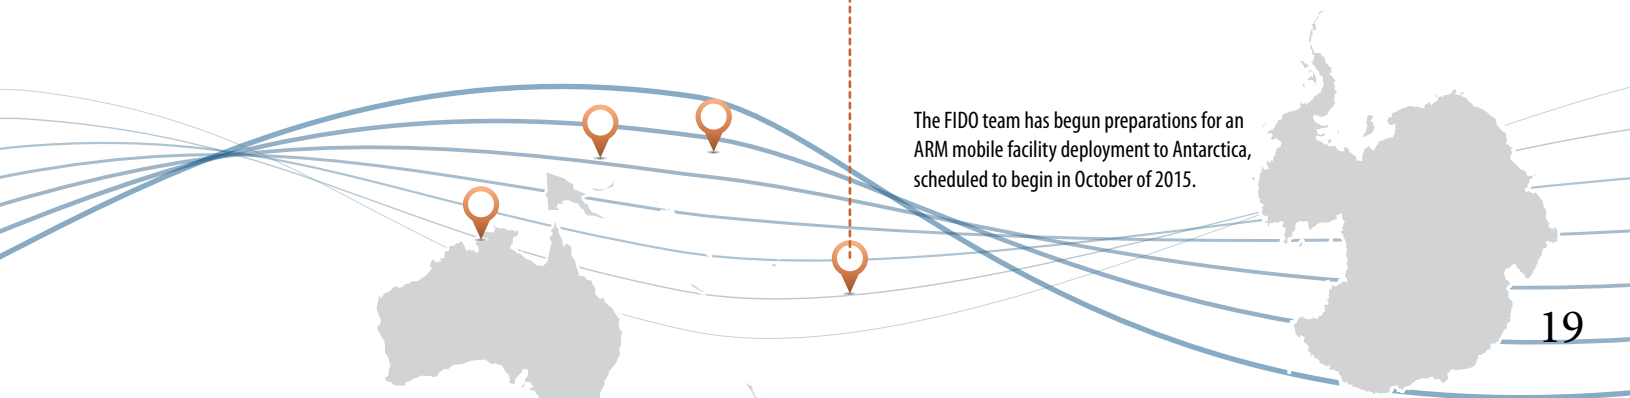 The FIDO team has begun preparations for an
ARM mobile facility deployment to Antarctica,
scheduled to begin in October of 2015.
19